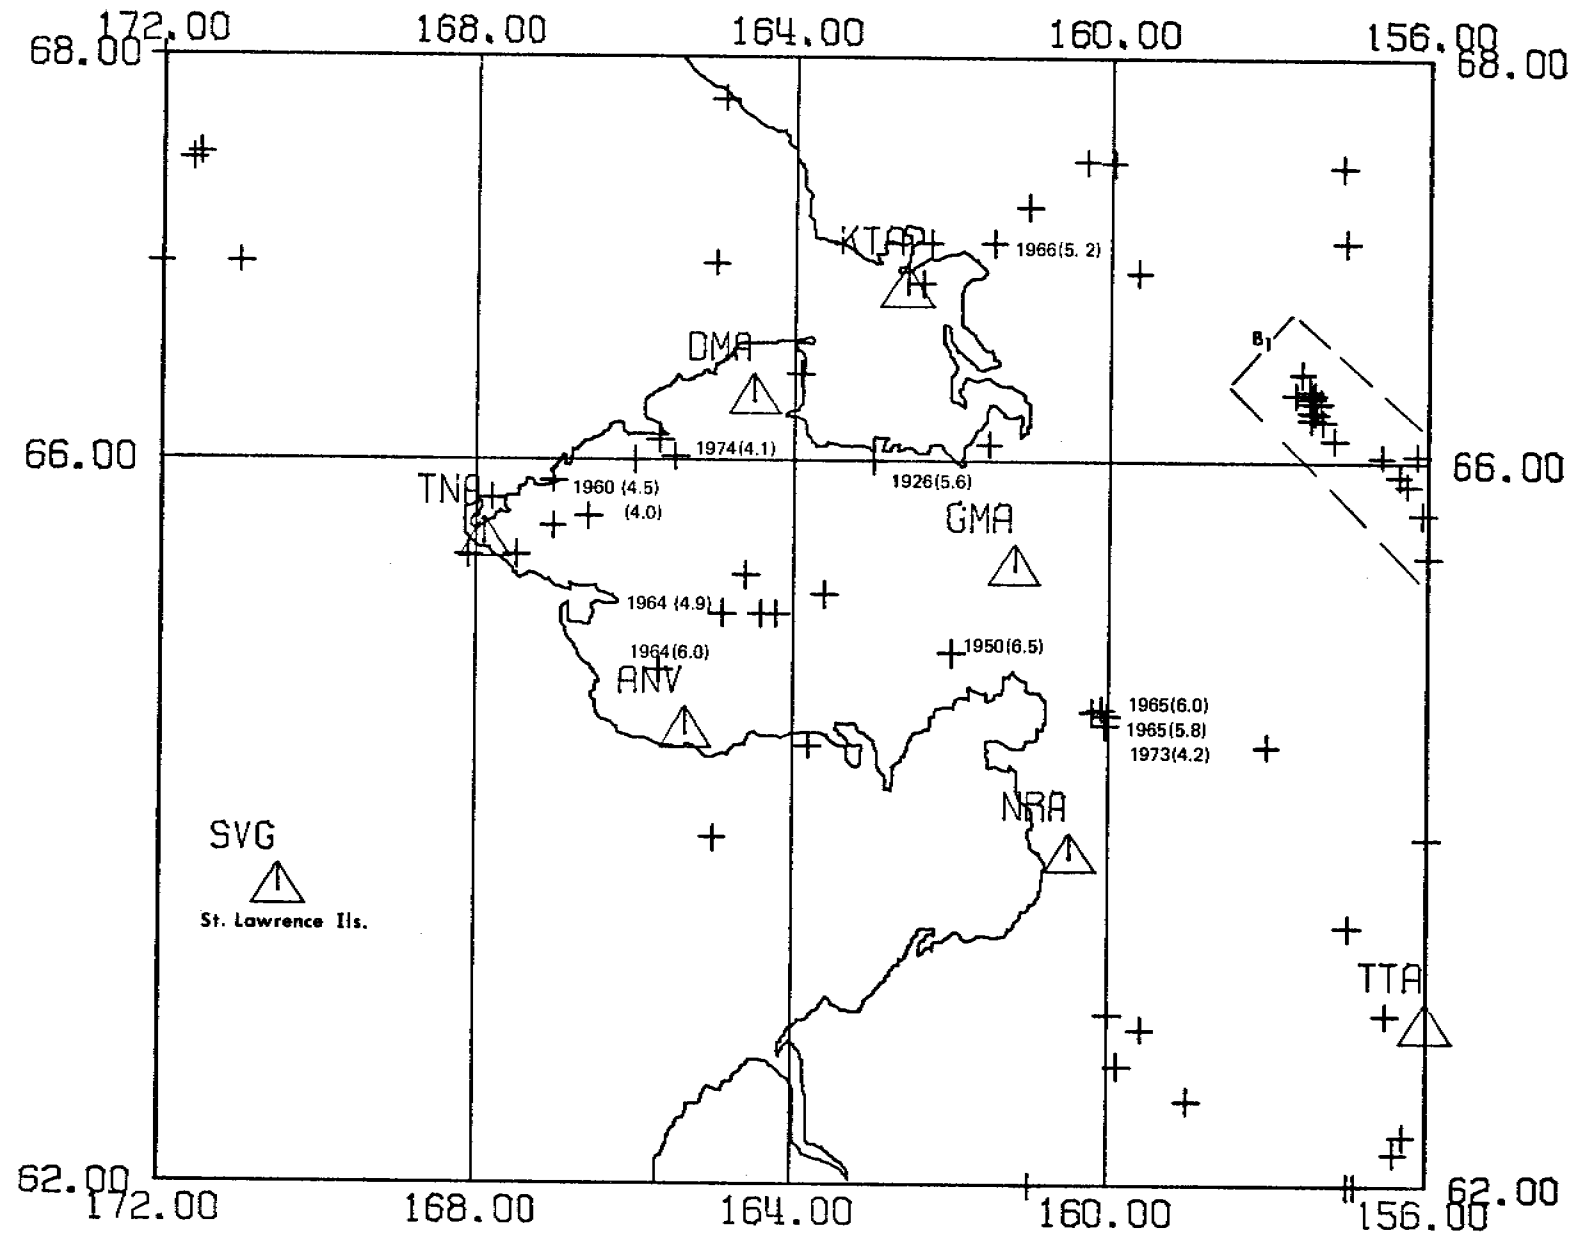 172.00 168.00 164.00 160.00 156.00
68.00 68.00
KTA
1966(5. 2)
DMA
B1
1974(4.1)
66.00 66.00
TNA
1960 (4.5)
1926(5.6)
(4.0)
GMA
1964 (4.9)
1964(6.0)
1950(6.5)
ANV
1965(6.0)
1965(5.8)
1973(4.2)
NRA
SVG
St. Lawrence Ils.
TTA
62.00 62.00
172.00 168.00 164.00 160.00 156.00